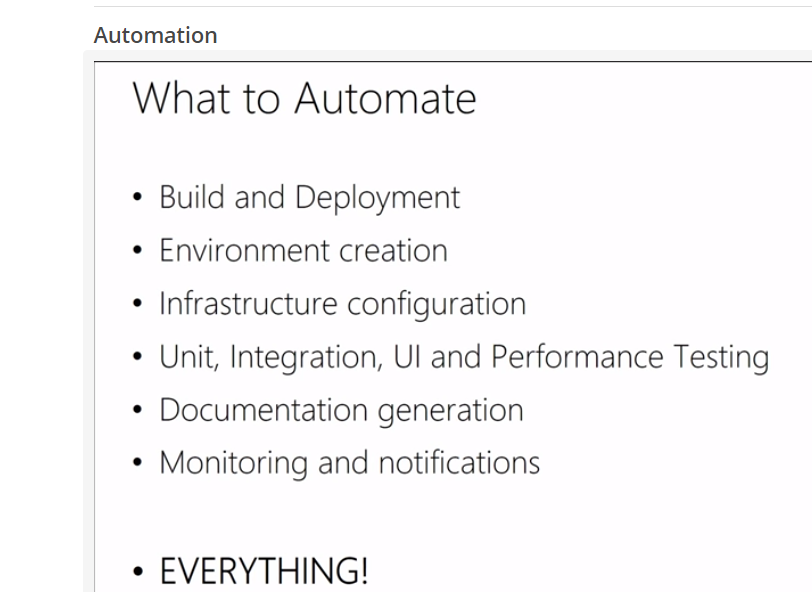 Automation
What to Automate
• Build and Deployment
• Environment creation
• Infrastructure configuration
• Unit, Integration, UI and Performance Testing
• Documentation generation
• Monitoring and notifications
• EVERYTHING!